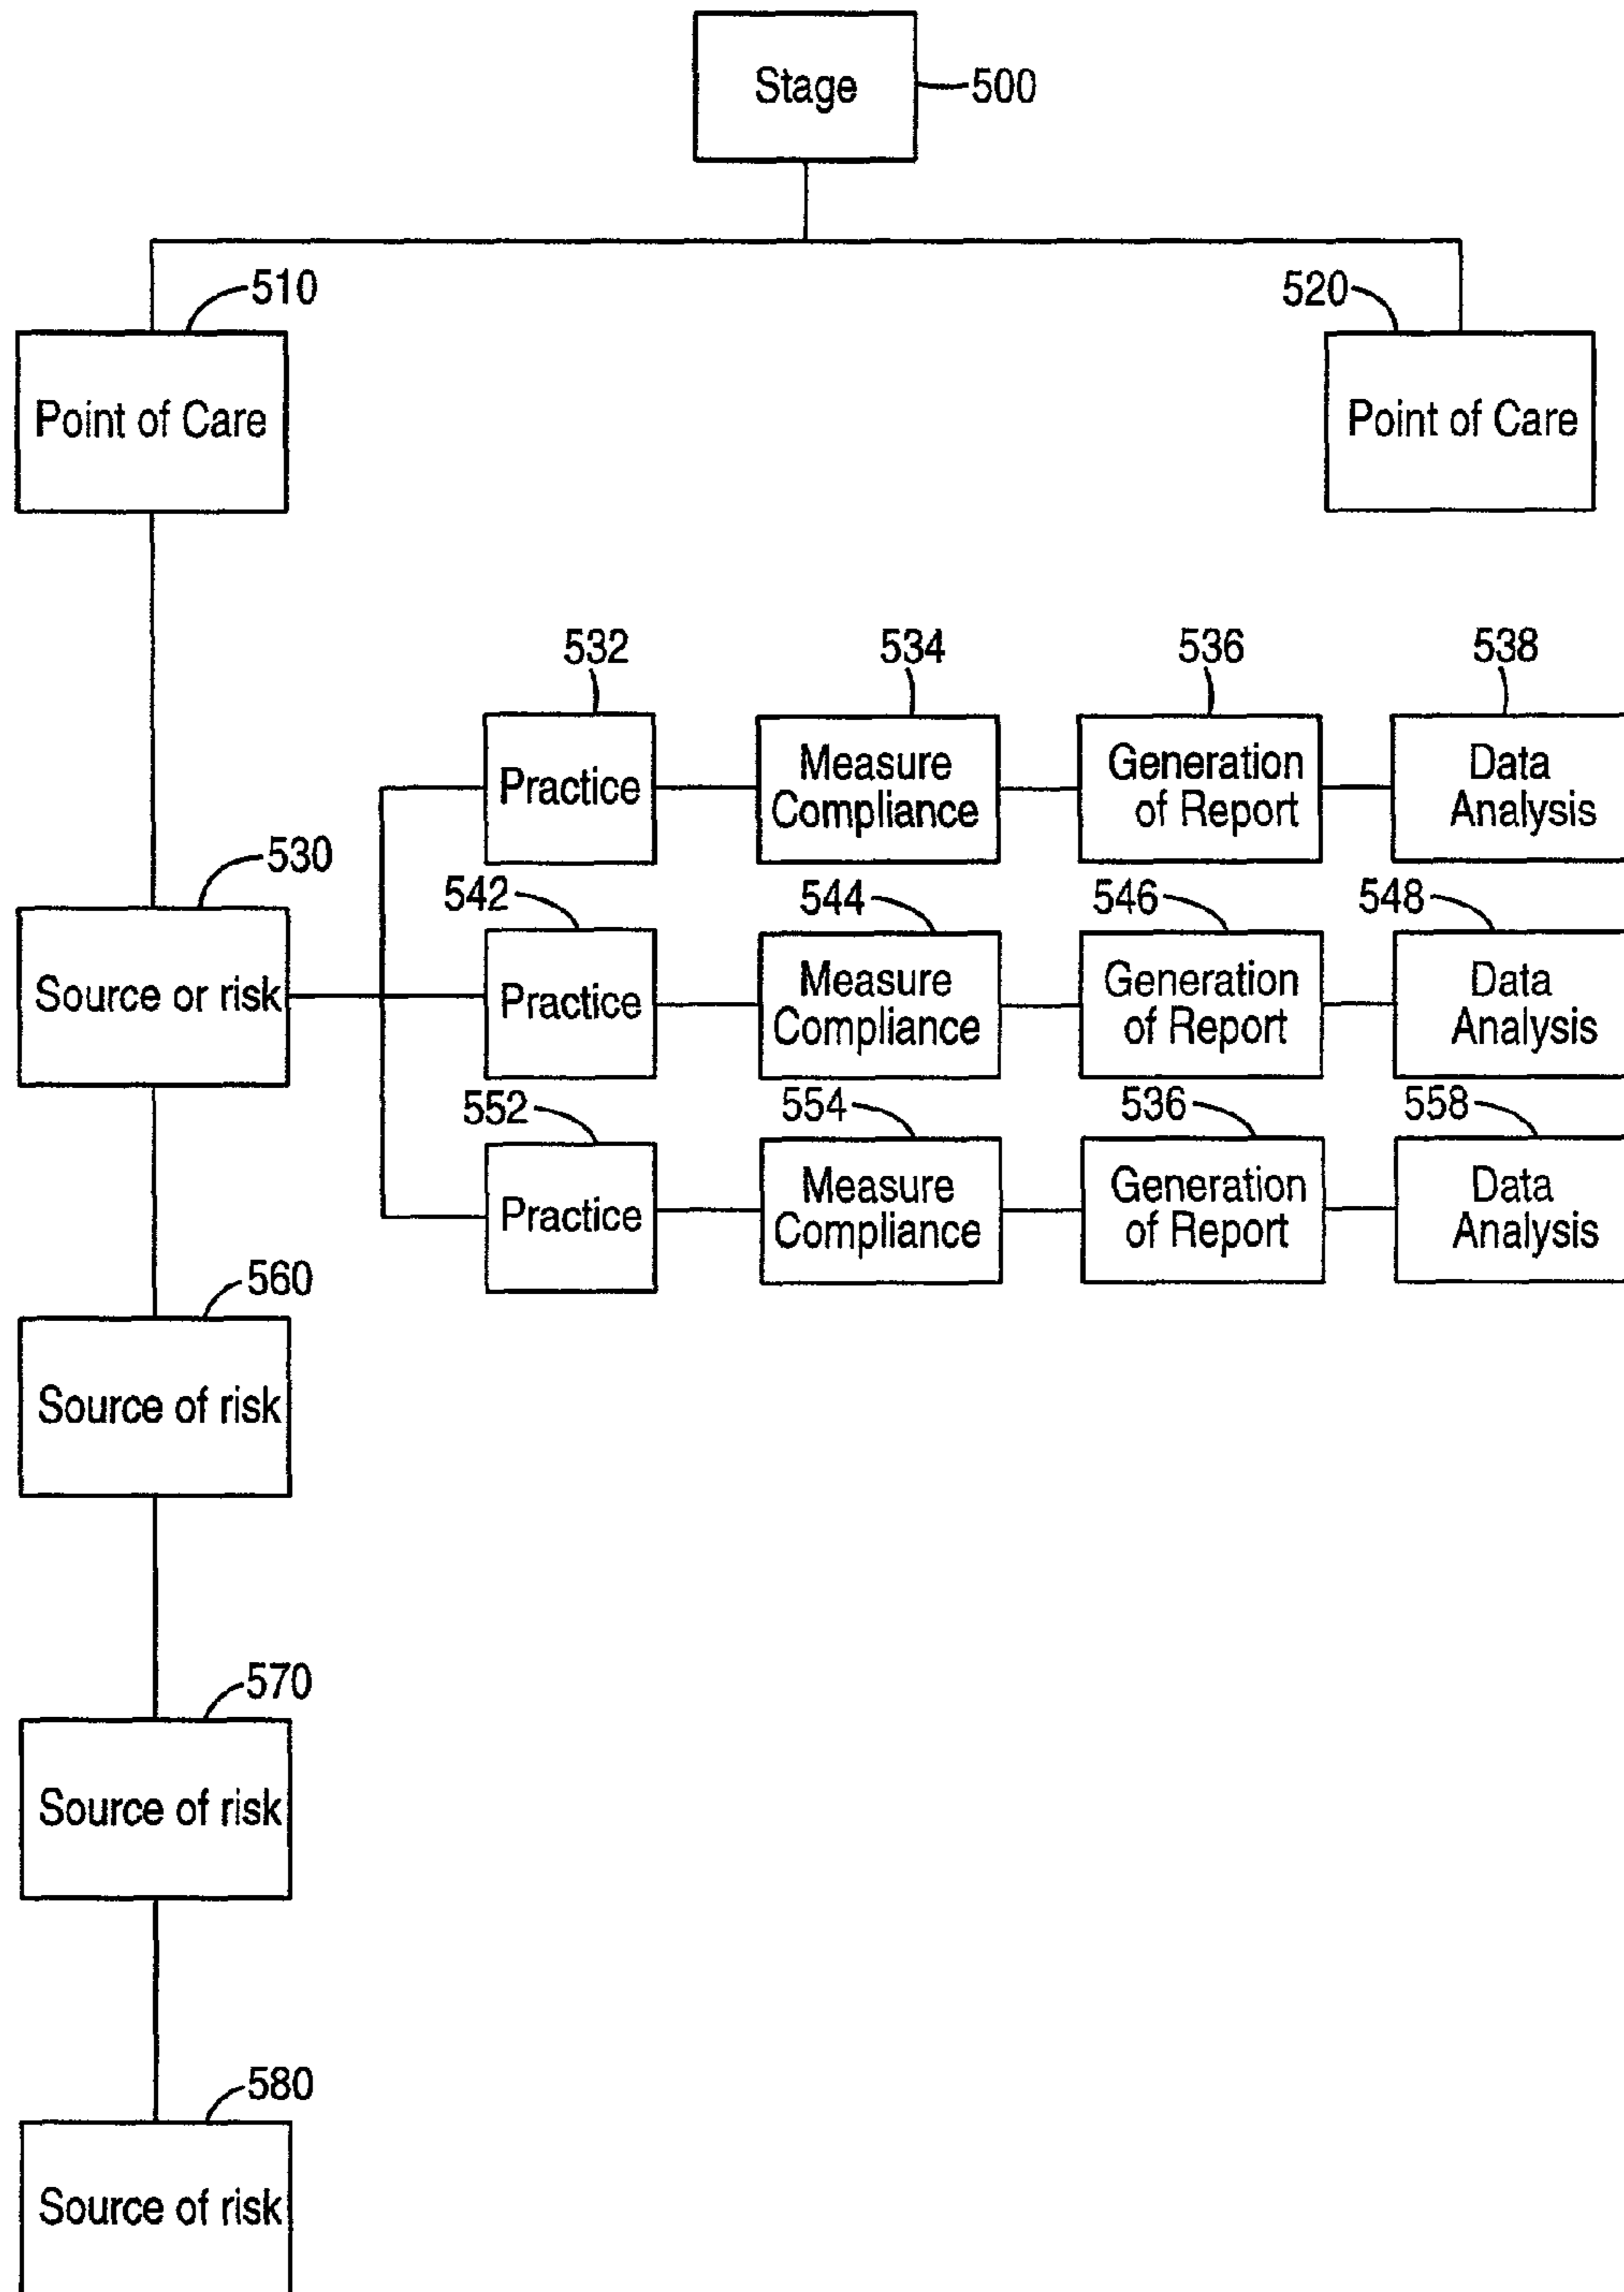 Stage
500
510
520
Point of Care
Point of Care
532
534
536
538
Practice
Measure
Compliance
Generation
of Report
Data
Analysis
530
542
544
546
548
Source or risk
Practice
Measure
Compliance
Generation
of Report
Data
Analysis
552
554
536
558
Practice
Measure
Compliance
Generation
of Report
Data
Analysis
560
Source of risk
570
Source of risk
580
Source of risk